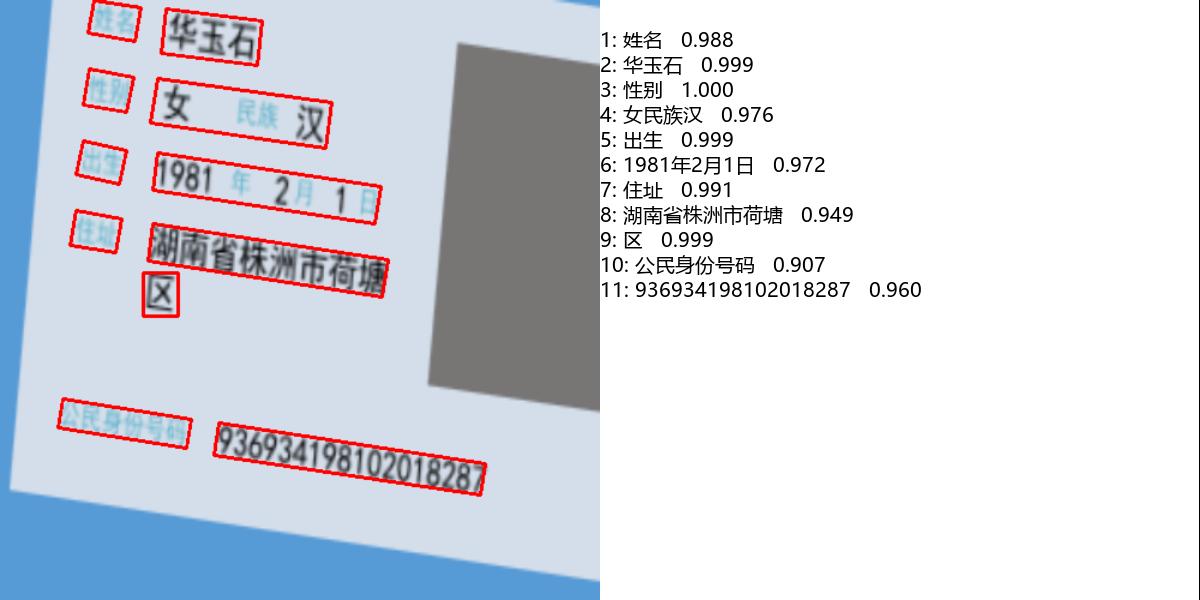 姓名 华玉石
性别 女 民族 汉
出生 1981 年 2 月 1 日
住址 湖南省株洲市荷塘
区
公民身份号码 936934198102018287
1: 姓名 0.988
2: 华玉石 0.999
3: 性别 1.000
4: 女民族汉 0.976
5: 出生 0.999
6: 1981年2月1日 0.972
7: 住址 0.991
8: 湖南省株洲市荷塘 0.949
9: 区 0.999
10: 公民身份号码 0.907
11: 936934198102018287 0.960